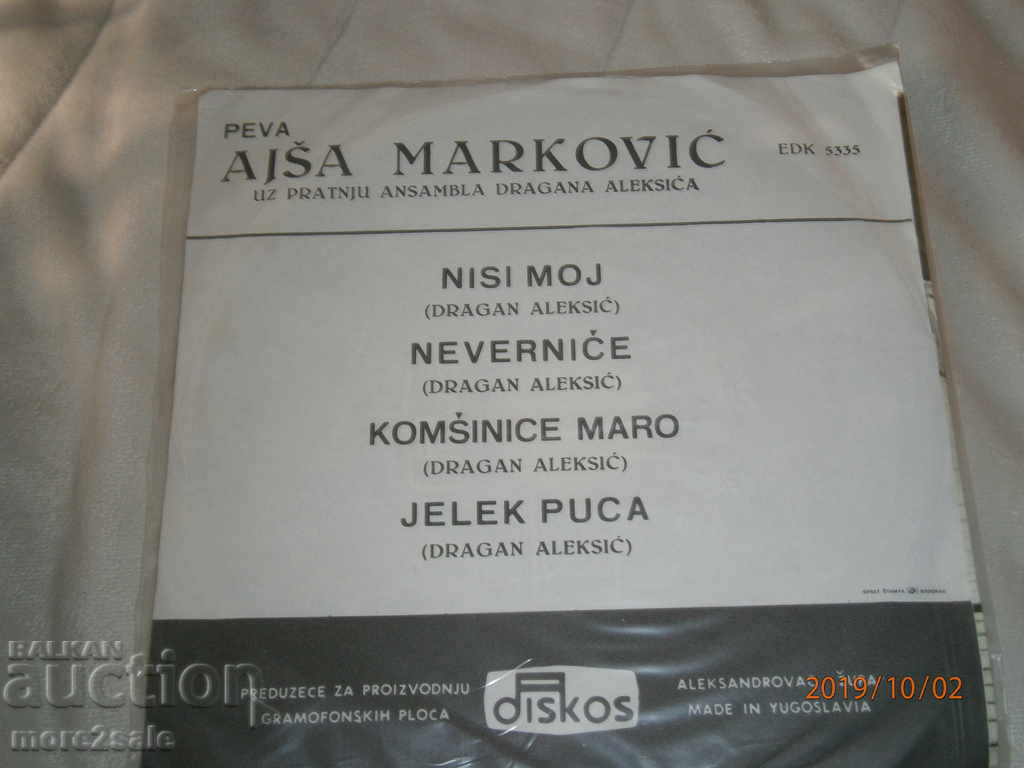 PEVA
AJŠA MARKOVIĆ
EDK 5335
UZ PRATNJU ANSAMBLA DRAGANA ALEKSIĆA
NISI MOJ
(DRAGAN ALEKSIĆ)
NEVERNIČE
(DRAGAN ALEKSIĆ)
KOMŠINICE MARO
(DRAGAN ALEKSIĆ)
JELEK PUCA
(DRAGAN ALEKSIĆ)
PREDUZECE ZA PROIZVODNJU
GRAMOFONSKIH PLOCA
diskos
ALEKSANDROVAC ŽUPA
MADE IN YUGOSLAVIA
2019/10/02
BALKAN
auction
more2sale